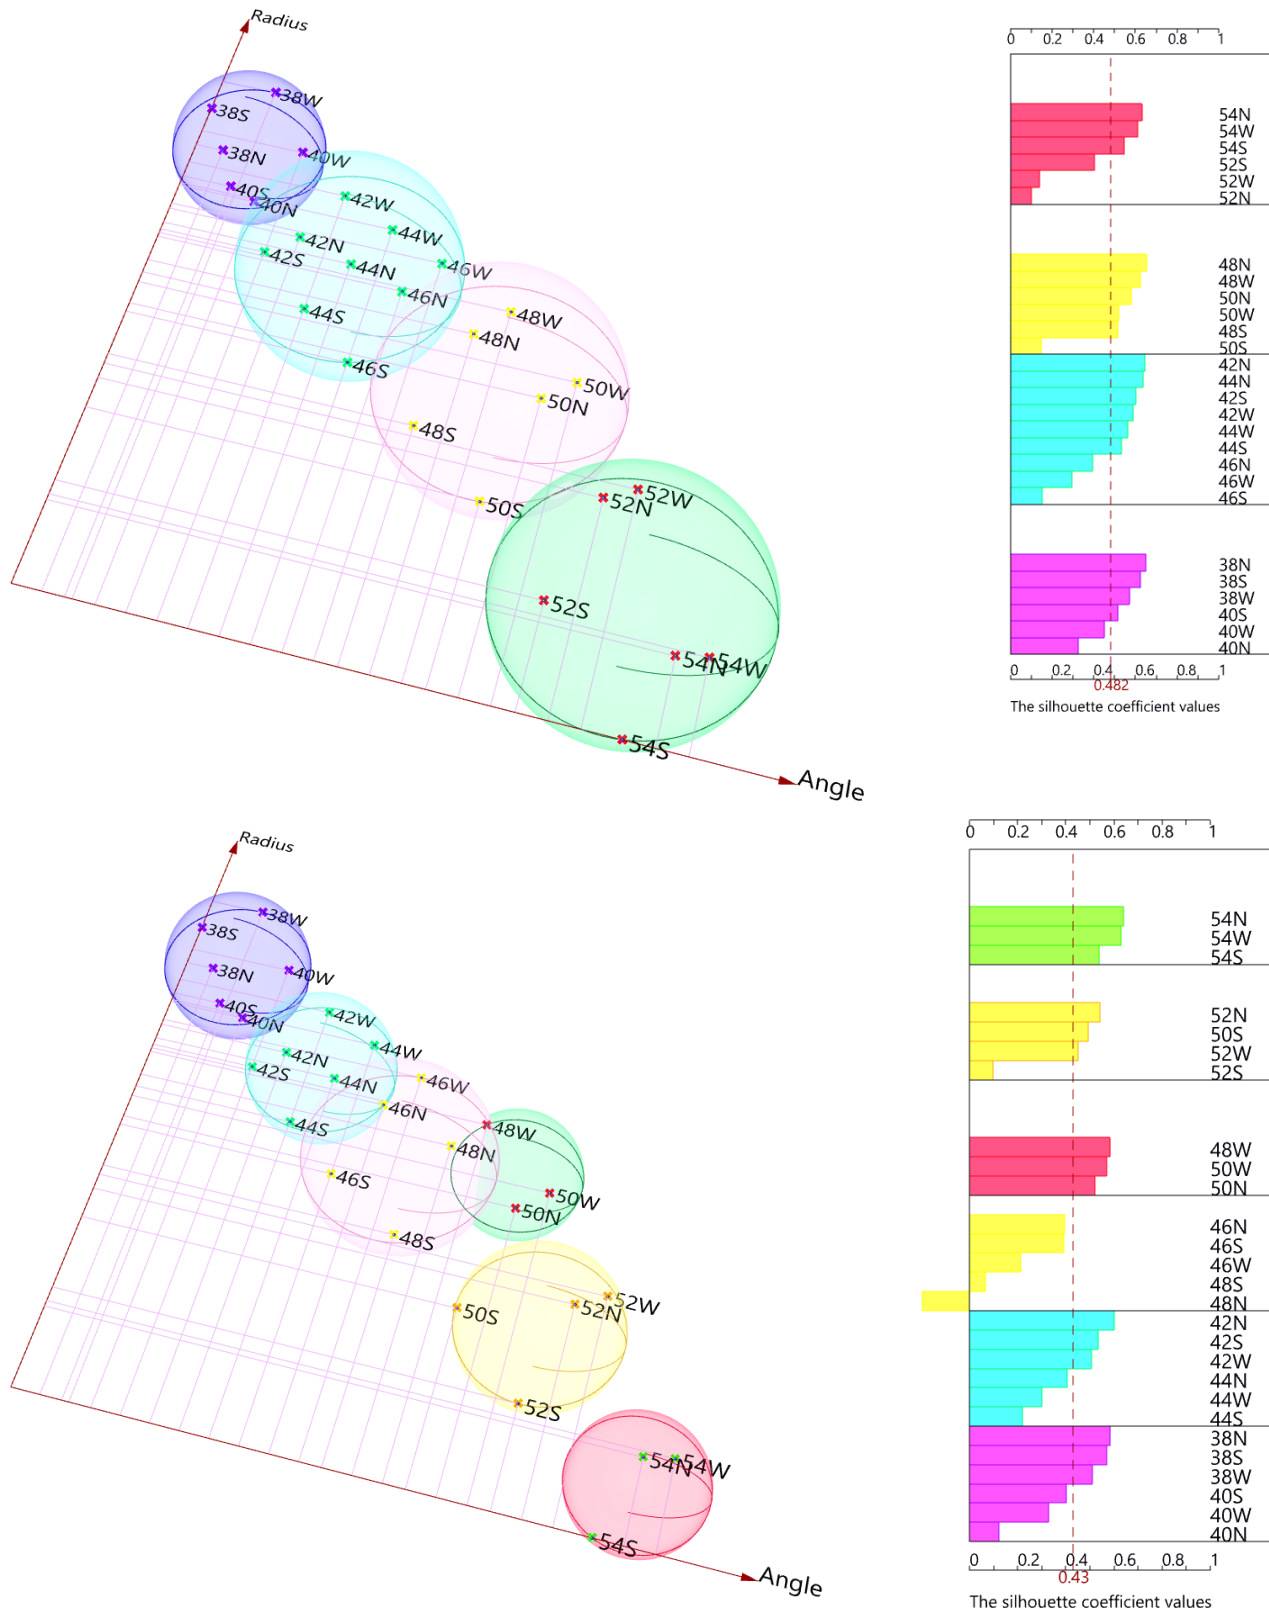 Radius
38W
38S
38N
40W
40S
40N
42W
42N
44W
42S
44N
46W
46N
44S
48W
48N
46S
50W
50N
48S
52W
52N
50S
52S
54N
54W
54S
Angle
0 0.2 0.4 0.6 0.8 1
54N
54W
54S
52S
52W
52N
48N
48W
50N
50W
48S
50S
42N
44N
42S
42W
44W
44S
46N
46W
46S
38N
38S
38W
40S
40W
40N
0 0.2 0.4 0.6 0.8 1
0.482
The silhouette coefficient values
Radius
38W
38S
38N
40W
40S
40N
42W
44W
42N
42S
44N
46W
46N
44S
48W
48N
46S
50W
50N
48S
52W
52N
50S
52S
54N
54W
54S
Angle
0 0.2 0.4 0.6 0.8 1
54N
54W
54S
52N
50S
52W
52S
48W
50W
50N
46N
46S
46W
48S
48N
42N
42S
42W
44N
44W
44S
38N
38S
38W
40S
40W
40N
0 0.2 0.4 0.6 0.8 1
0.43
The silhouette coefficient values